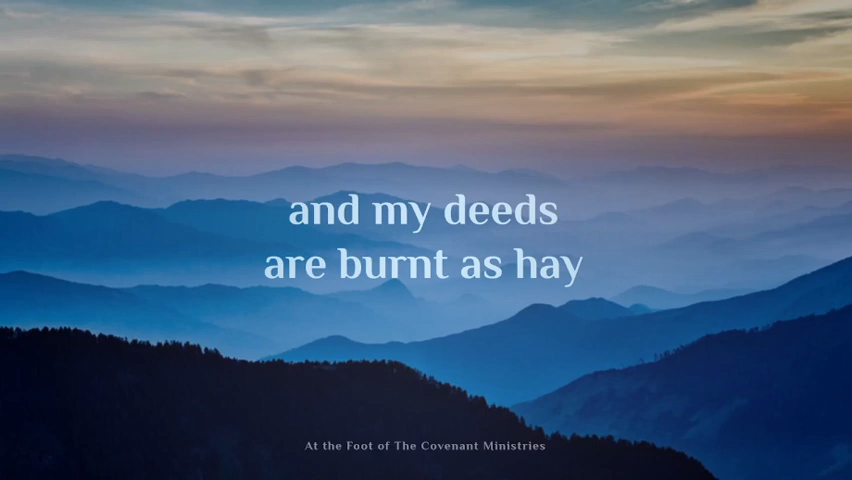 and my deeds
are burnt as hay
At the Foot of The Covenant Ministries